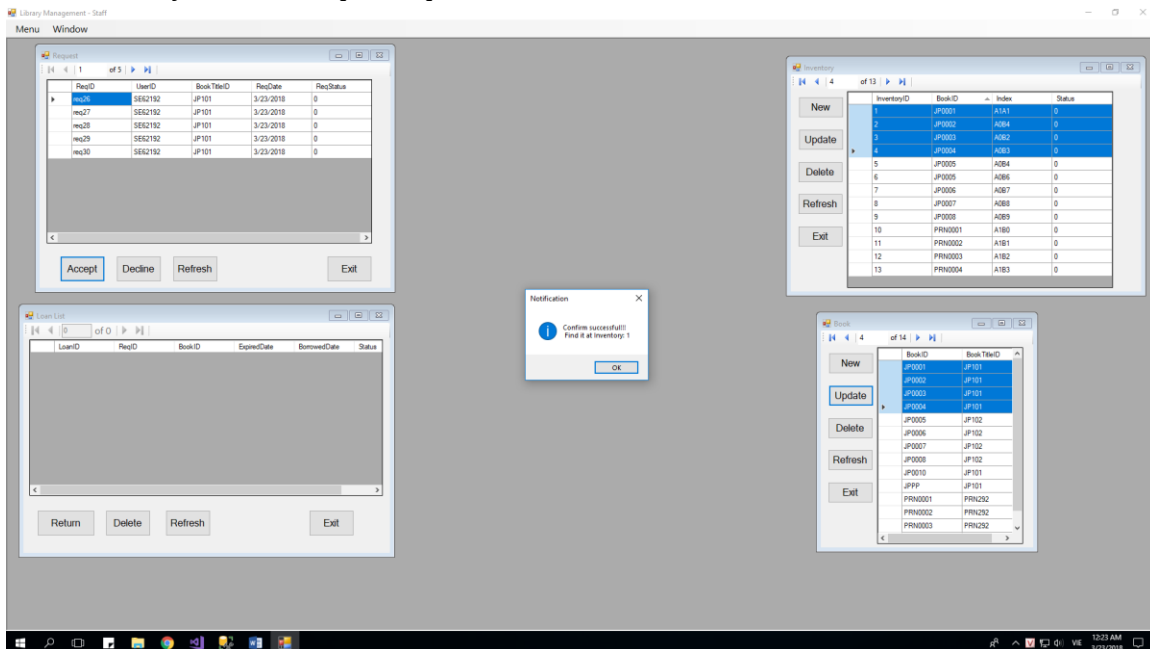 Library Management - Staff
Menu Window
Request
1 of 5
ReqID UserID BookTitleID ReqDate ReqStatus
req26 SE62192 JP101 3/23/2018 0
req27 SE62192 JP101 3/23/2018 0
req28 SE62192 JP101 3/23/2018 0
req29 SE62192 JP101 3/23/2018 0
req30 SE62192 JP101 3/23/2018 0
Accept Decline Refresh Exit
Loan List
0 of 0
LoanID ReqID BookID ExpiredDate BorrowedDate Status
Return Delete Refresh Exit
Notification
Confirm successful!!!
Find it at Inventory: 1
OK
Inventory
4 of 13
New
Update
Delete
Refresh
Exit
InventoryID BookID Index Status
1 JP0001 A1A1 0
2 JP0002 A0B4 0
3 JP0003 A0B2 0
4 JP0004 A0B3 0
5 JP0005 A0B4 0
6 JP0005 A0B6 0
7 JP0006 A0B7 0
8 JP0007 A0B8 0
9 JP0008 A0B9 0
10 PRN0001 A1B0 0
11 PRN0002 A1B1 0
12 PRN0003 A1B2 0
13 PRN0004 A1B3 0
Book
4 of 14
New
Update
Delete
Refresh
Exit
BookID BookTitleID
JP0001 JP101
JP0002 JP101
JP0003 JP101
JP0004 JP101
JP0005 JP102
JP0006 JP102
JP0007 JP102
JP0008 JP102
JP0010 JP101
JPPP JP101
PRN0001 PRN292
PRN0002 PRN292
PRN0003 PRN292
VIE
12:23 AM
3/23/2018